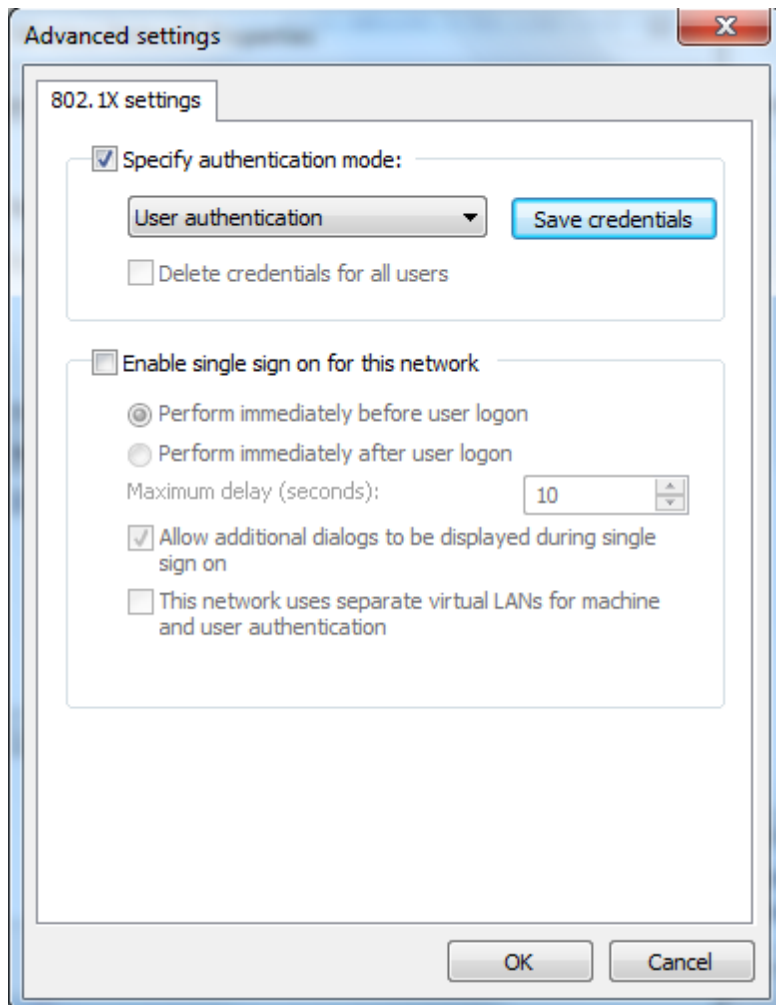 Advanced settings
802.1X settings
Specify authentication mode:
User authentication
Save credentials
Delete credentials for all users
Enable single sign on for this network
Perform immediately before user logon
Perform immediately after user logon
Maximum delay (seconds):
10
Allow additional dialogs to be displayed during single
sign on
This network uses separate virtual LANs for machine
and user authentication
OK
Cancel